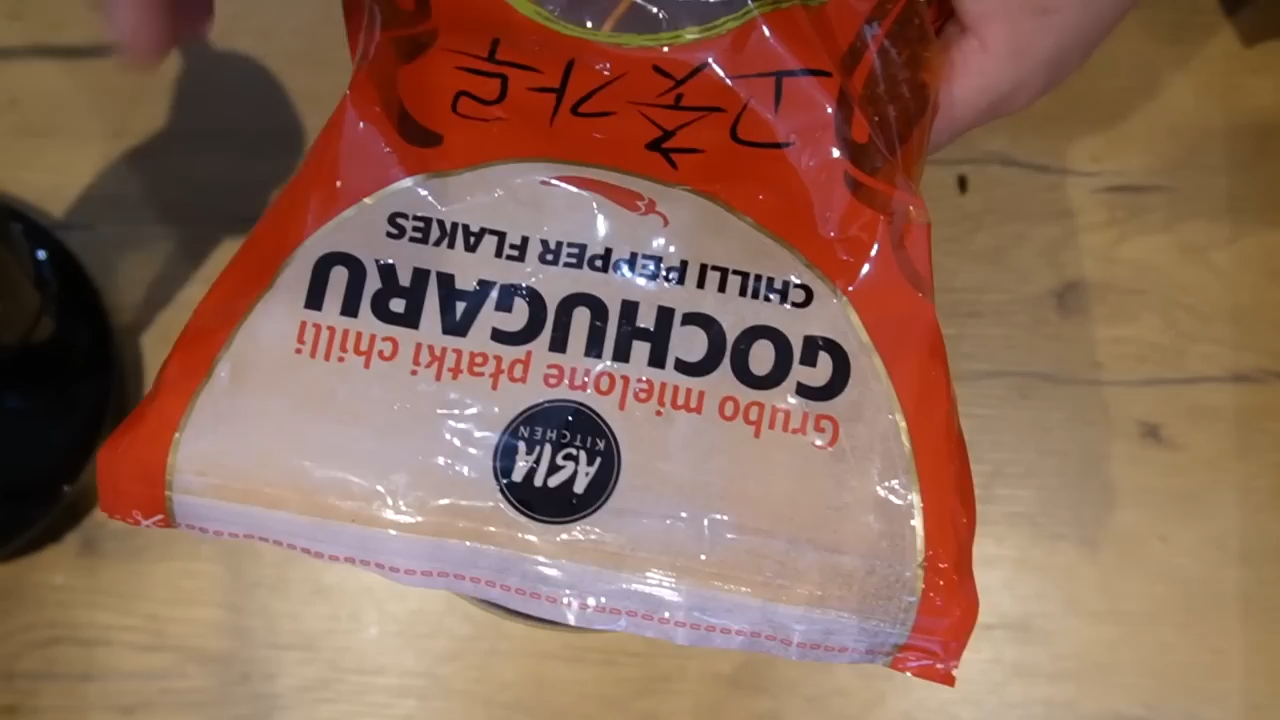 ASIA
KITCHEN
Grubo mielone płatki chilli
GOCHUGARU
CHILLI PEPPER FLAKES
고춧가루